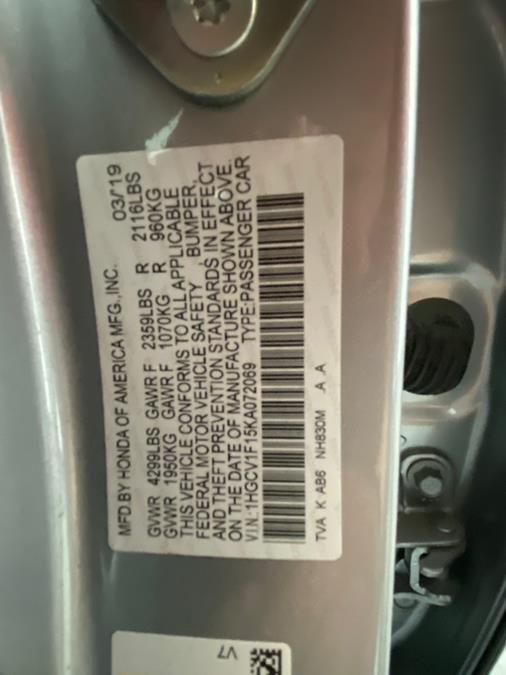 MFD BY HONDA OF AMERICA MFG.,INC. 03/19
GVWR 4299LBS GAWR F 2359LBS R 2116LBS
GVWR 1950KG GAWR F 1070KG R 960KG
THIS VEHICLE CONFORMS TO ALL APPLICABLE
FEDERAL MOTOR VEHICLE SAFETY BUMPER,
AND THEFT PREVENTION STANDARDS IN EFFECT
ON THE DATE OF MANUFACTURE SHOWN ABOVE.
V.I.N.:1HGCV1F15KA072069 TYPE:PASSENGER CAR
TVA K AB6 NH830M A A
V7